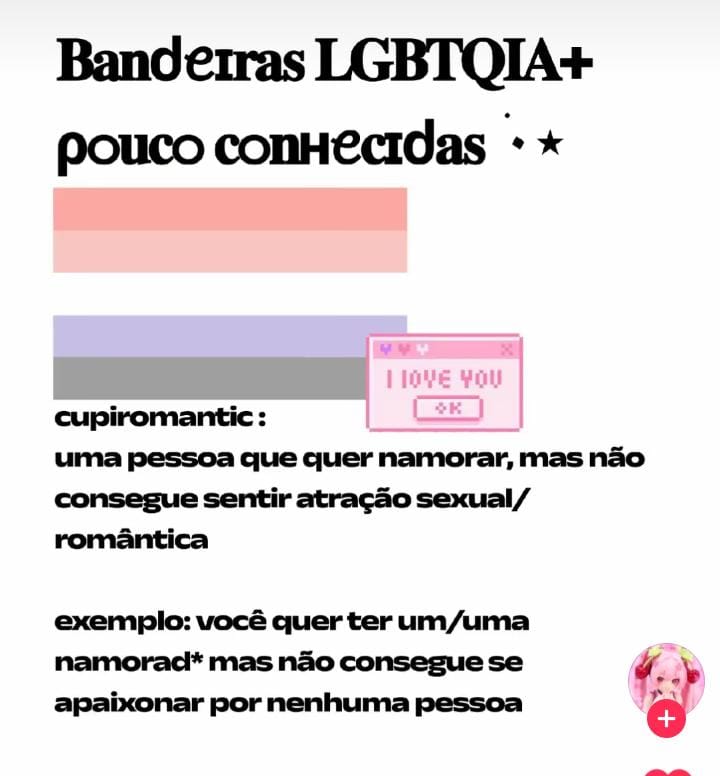 Bandeiras LGBTQIA+
pouco conHecidas
I lOVE YOU
OK
cupiromantic :
uma pessoa que quer namorar, mas não
consegue sentir atração sexual/
romântica
exemplo: você quer ter um/uma
namorad* mas não consegue se
apaixonar por nenhuma pessoa